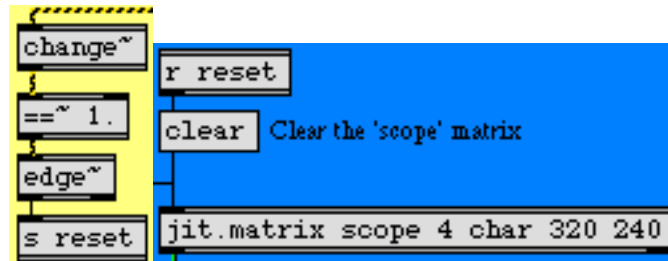 change~
==~ 1.
edge~
s reset
r reset
clear
Clear the 'scope' matrix
jit.matrix scope 4 char 320 240